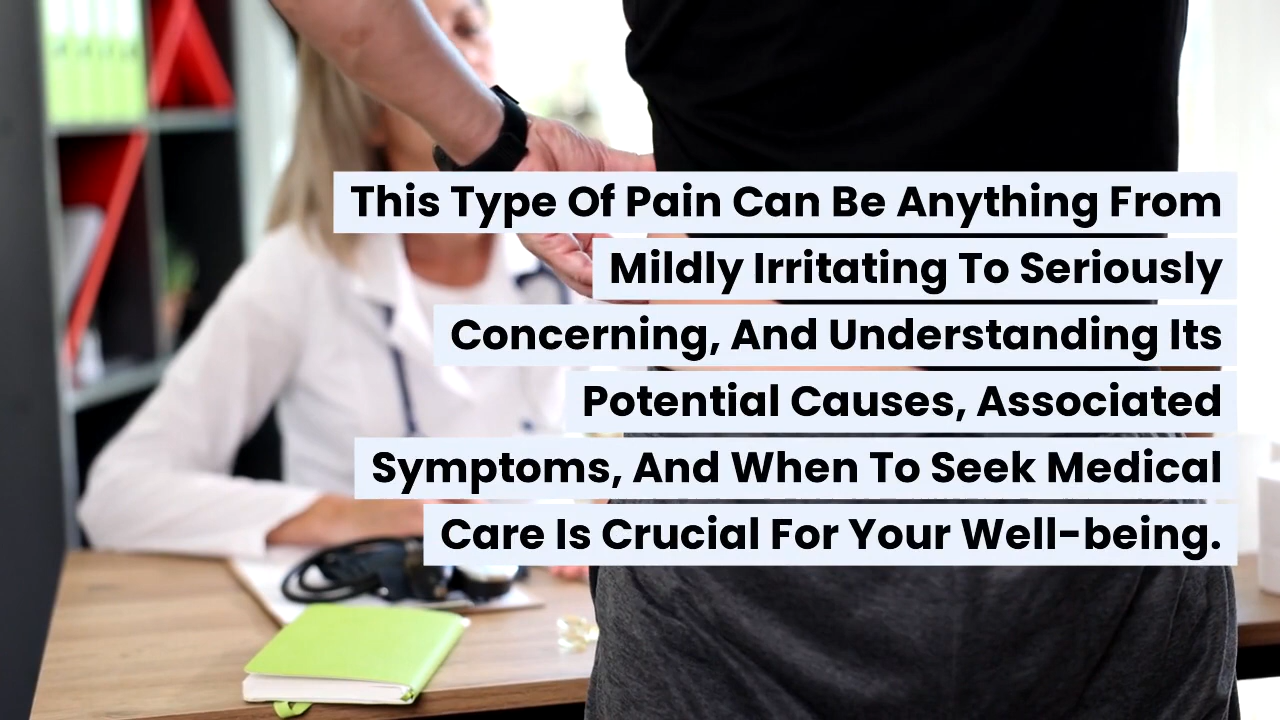 This Type Of Pain Can Be Anything From
Mildly Irritating To Seriously
Concerning, And Understanding Its
Potential Causes, Associated
Symptoms, And When To Seek Medical
Care Is Crucial For Your Well-being.